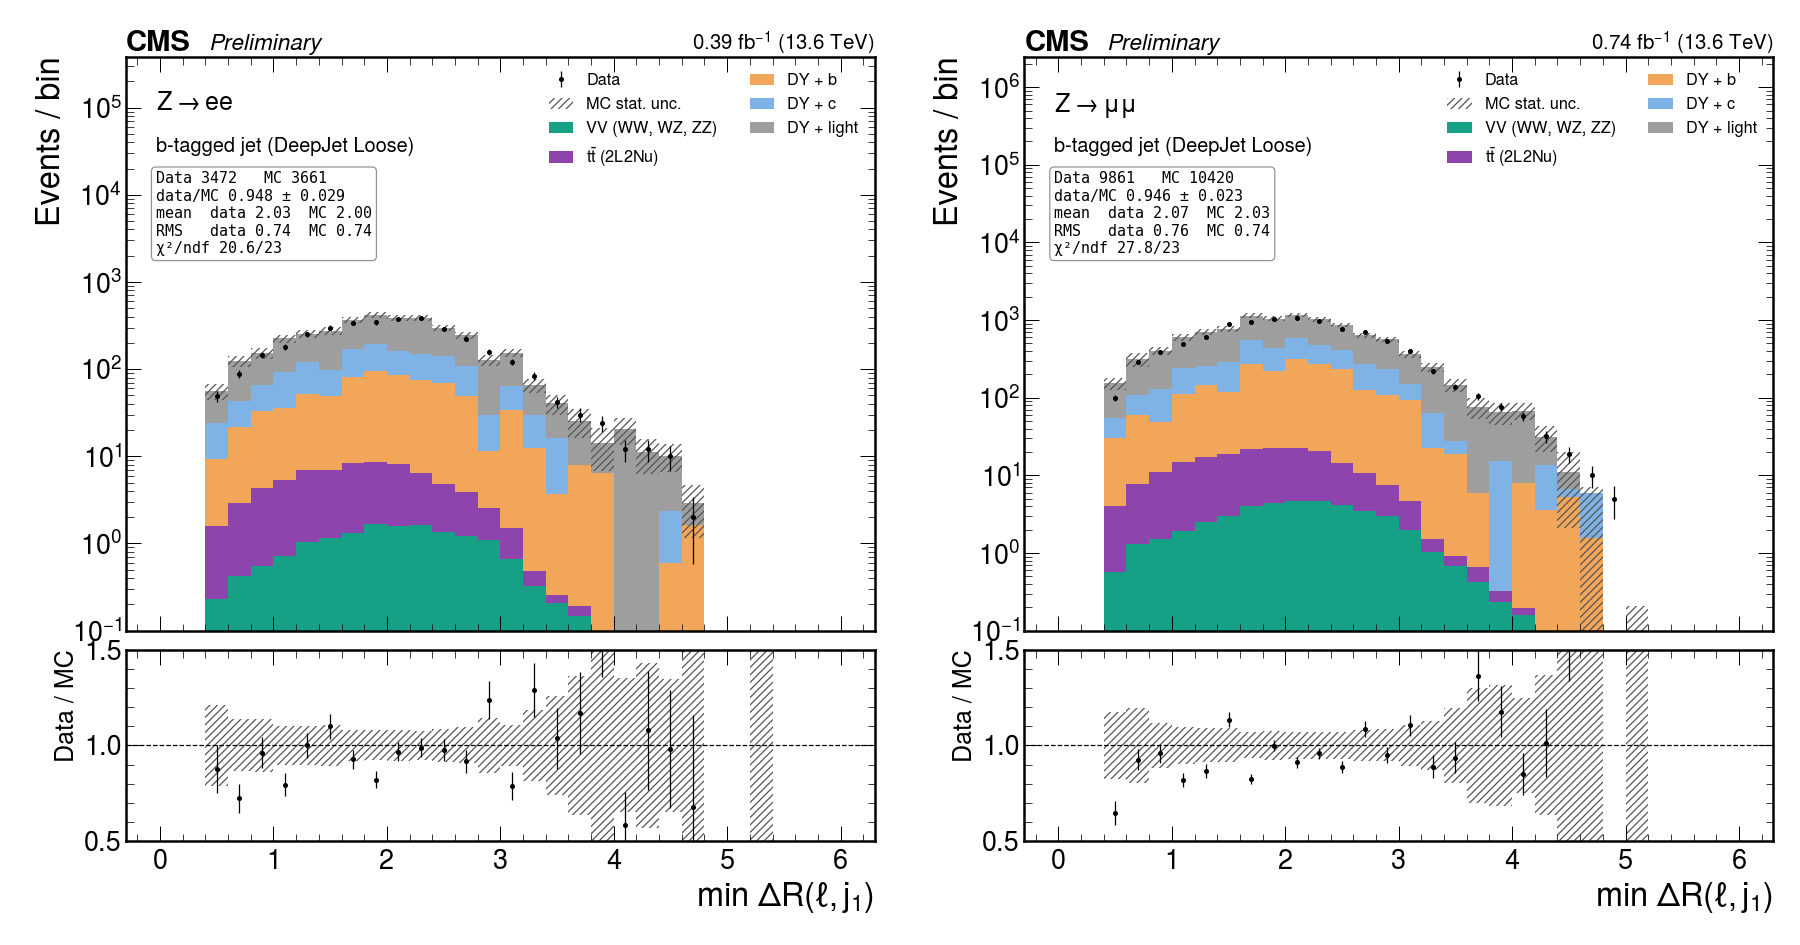 CMS Preliminary 0.39 fb⁻¹ (13.6 TeV)
Events / bin
Z → ee
b-tagged jet (DeepJet Loose)
Data 3472 MC 3661
data/MC 0.948 ± 0.029
mean data 2.03 MC 2.00
RMS data 0.74 MC 0.74
χ²/ndf 20.6/23
Data
MC stat. unc.
VV (WW, WZ, ZZ)
tt̄ (2L2Nu)
DY + b
DY + c
DY + light
10⁵
10⁴
10³
10²
10¹
10⁰
10⁻¹
Data / MC
1.5
1.0
0.5
0 1 2 3 4 5 6
min ΔR(ℓ, j₁)
CMS Preliminary 0.74 fb⁻¹ (13.6 TeV)
Events / bin
Z → μμ
b-tagged jet (DeepJet Loose)
Data 9861 MC 10420
data/MC 0.946 ± 0.023
mean data 2.07 MC 2.03
RMS data 0.76 MC 0.74
χ²/ndf 27.8/23
Data
MC stat. unc.
VV (WW, WZ, ZZ)
tt̄ (2L2Nu)
DY + b
DY + c
DY + light
10⁶
10⁵
10⁴
10³
10²
10¹
10⁰
10⁻¹
Data / MC
1.5
1.0
0.5
0 1 2 3 4 5 6
min ΔR(ℓ, j₁)